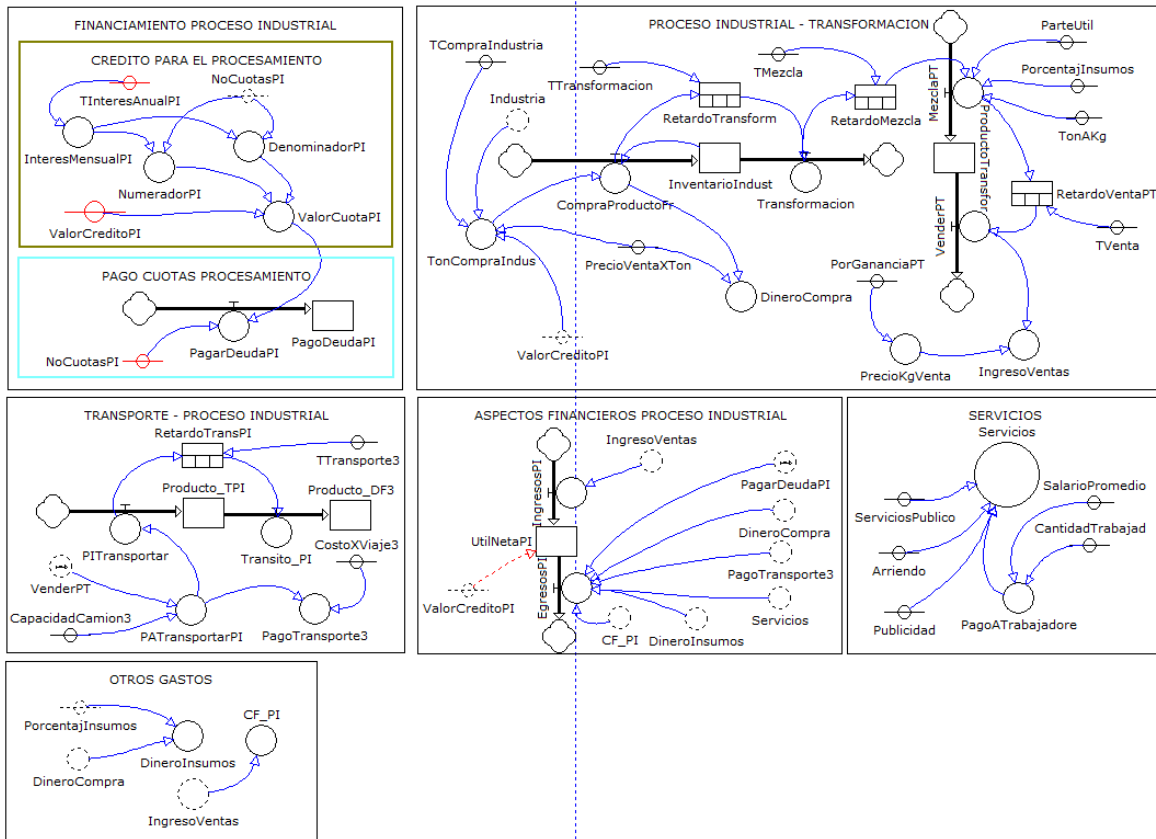 FINANCIAMIENTO PROCESO INDUSTRIAL
CREDITO PARA EL PROCESAMIENTO
NoCuotasPI
TInteresAnualPI
InteresMensualPI
DenominadorPI
NumeradorPI
ValorCreditoPI
ValorCuotaPI
PAGO CUOTAS PROCESAMIENTO
NoCuotasPI
PagarDeudaPI
PagoDeudaPI
PROCESO INDUSTRIAL - TRANSFORMACION
TCompraIndustria
TTransformacion
Industria
TMezcla
RetardoTransform
RetardoMezcla
MezclaPT
ParteUtil
PorcentajInsumos
TonAKg
ProductoTransfor
InventarioIndust
CompraProductoFr
Transformacion
RetardoVentaPT
VenderPT
TVenta
TonCompraIndus
PrecioVentaXTon
DineroCompra
PorGananciaPT
ValorCreditoPI
PrecioKgVenta
IngresoVentas
TRANSPORTE - PROCESO INDUSTRIAL
RetardoTransPI
TTransporte3
Producto_TPI
Producto_DF3
PITransportar
Transito_PI
CostoXViaje3
VenderPT
CapacidadCamion3
PATransportarPI
PagoTransporte3
ASPECTOS FINANCIEROS PROCESO INDUSTRIAL
IngresoVentas
IngresosPI
PagarDeudaPI
UtilNetaPI
DineroCompra
EgresosPI
PagoTransporte3
ValorCreditoPI
Servicios
CF_PI
DineroInsumos
SERVICIOS
Servicios
SalarioPromedio
ServiciosPublico
CantidadTrabajad
Arriendo
Publicidad
PagoATrabajadore
OTROS GASTOS
PorcentajInsumos
CF_PI
DineroInsumos
DineroCompra
IngresoVentas